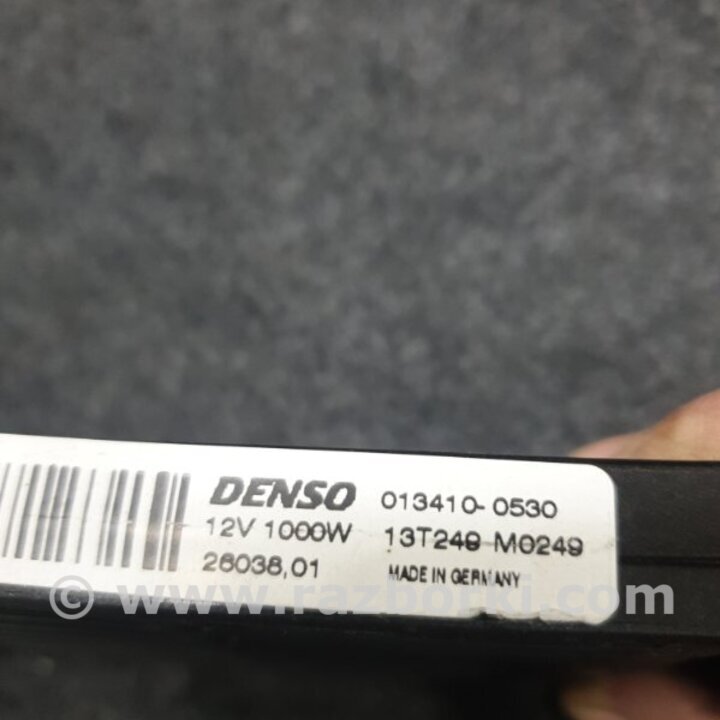 DENSO 013410-0530
12V 1000W 13T249 M0249
26038,01 MADE IN GERMANY
© www.razborki.com